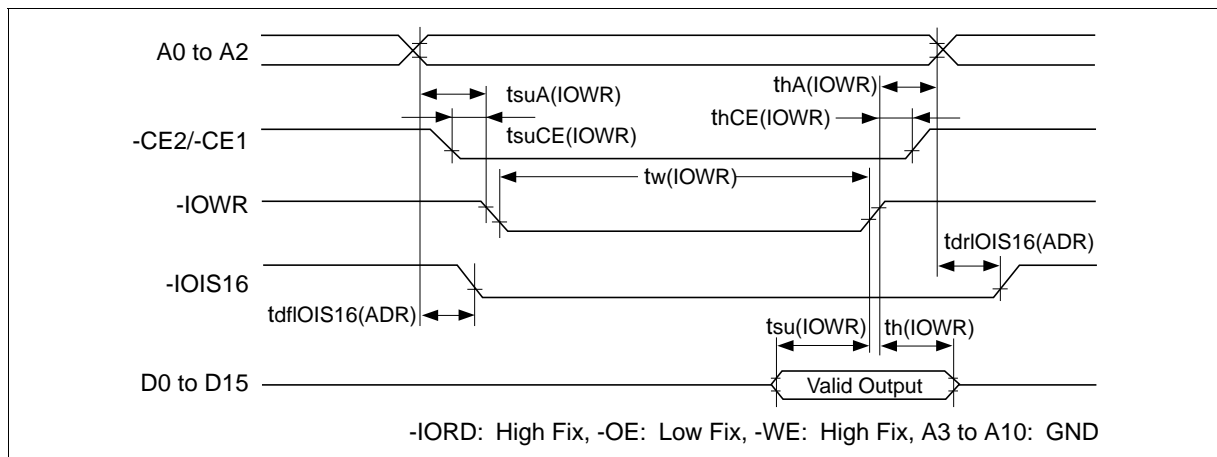 A0 to A2
tsuA(IOWR)
thA(IOWR)
-CE2/-CE1
tsuCE(IOWR)
thCE(IOWR)
-IOWR
tw(IOWR)
-IOIS16
tdrIOIS16(ADR)
tdfIOIS16(ADR)
tsu(IOWR)
th(IOWR)
D0 to D15
Valid Output
-IORD: High Fix, -OE: Low Fix, -WE: High Fix, A3 to A10: GND